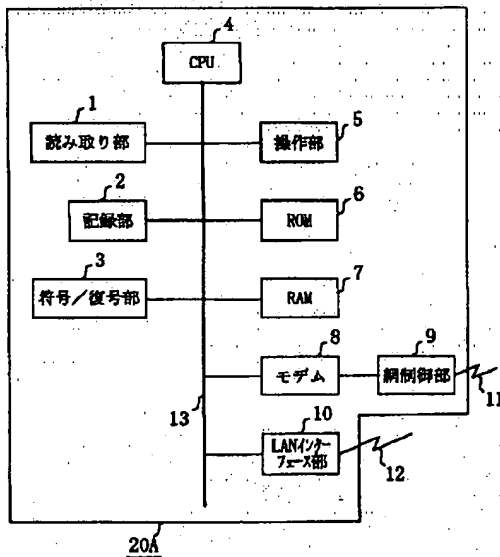 4
CPU
1
読み取り部
5
操作部
2
記録部
6
ROM
3
符号/復号部
7
RAM
8
モデム
9
網制御部
11
13
10
LANインター
フェース部
12
20A